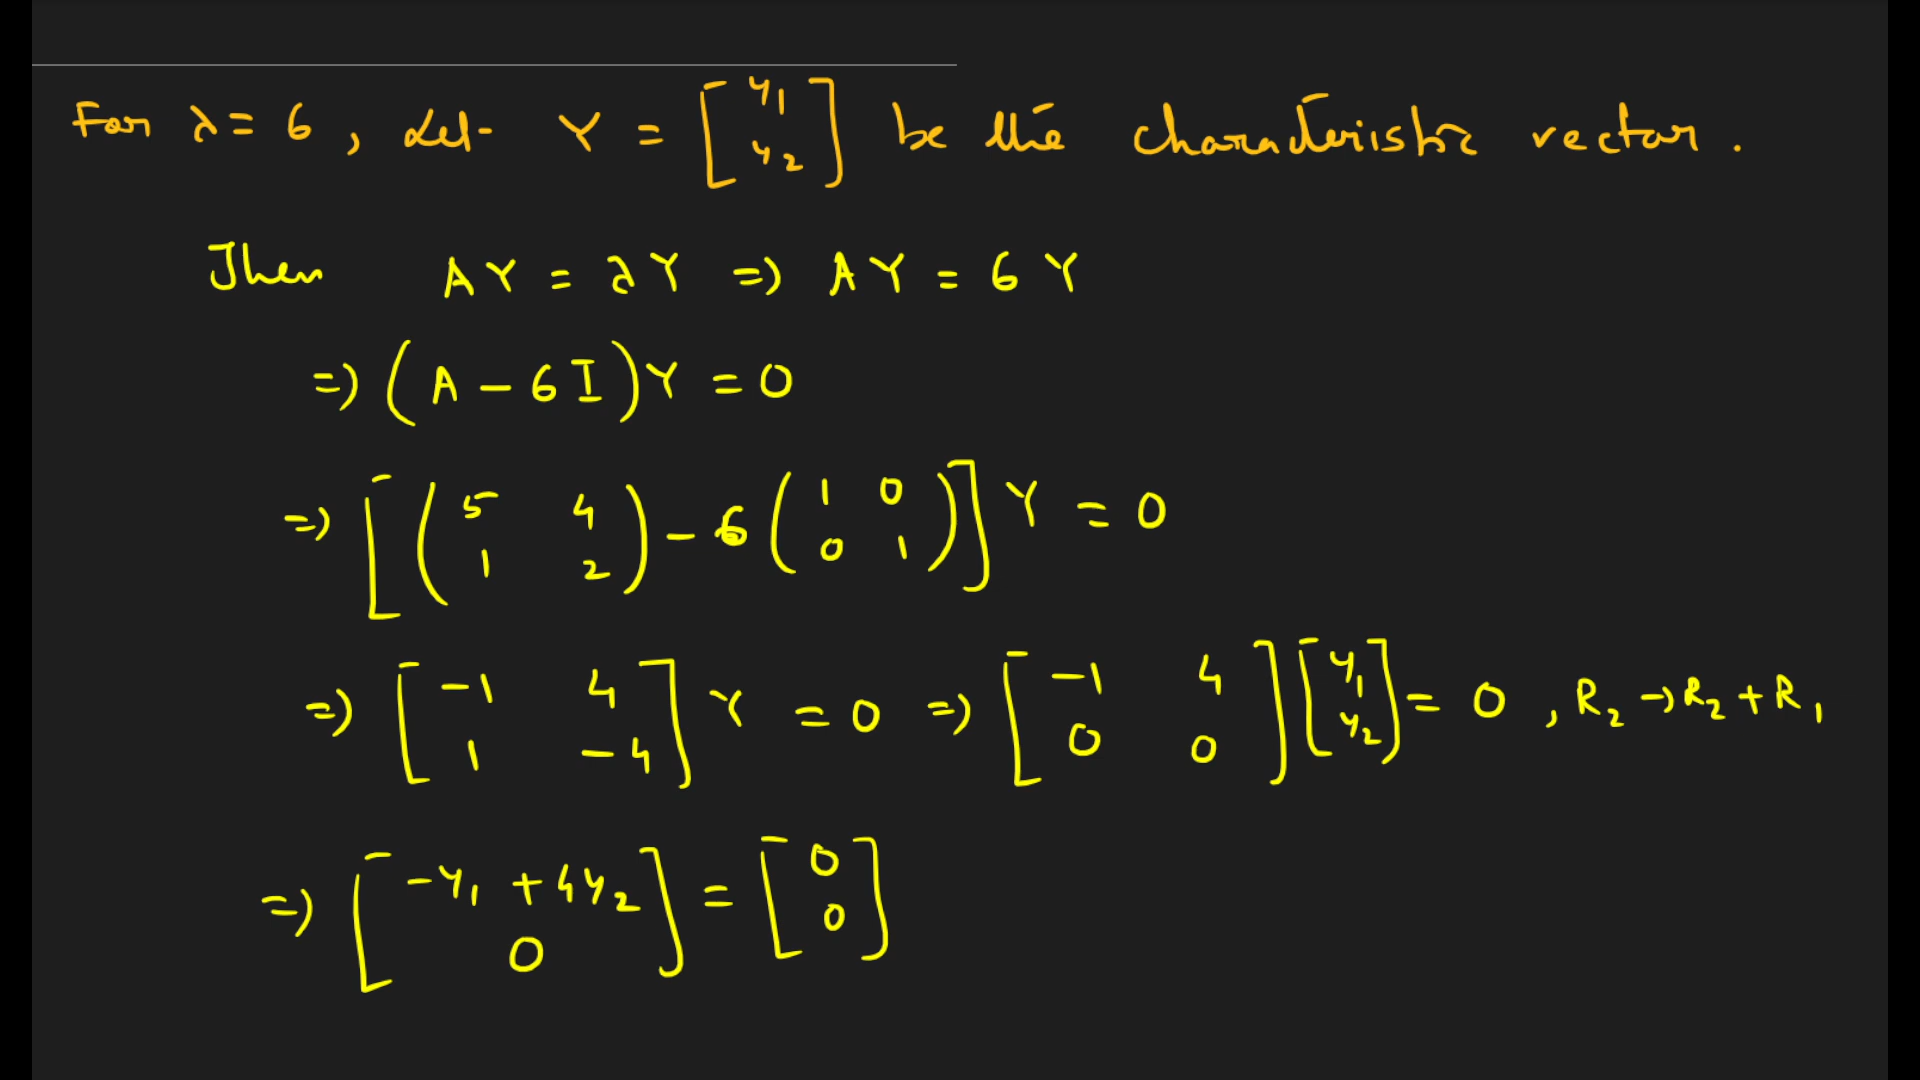 For λ = 6, Let Y = [y₁ y₂] be the characteristic vector.
Then AY = λY => AY = 6Y
=> (A - 6I)Y = 0
=> [(5 4 1 2) - 6(1 0 0 1)]Y = 0
=> [-1 4 1 -4]Y = 0 => [-1 4 0 0][y₁ y₂] = 0, R₂ → R₂ + R₁
=> [-y₁ + 4y₂ 0] = [0 0]